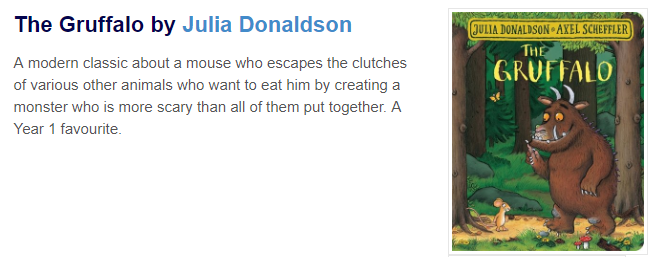 The Gruffalo by Julia Donaldson
A modern classic about a mouse who escapes the clutches
of various other animals who want to eat him by creating a
monster who is more scary than all of them put together. A
Year 1 favourite.
JULIA DONALDSON • AXEL SCHEFFLER
THE
GRUFFALO